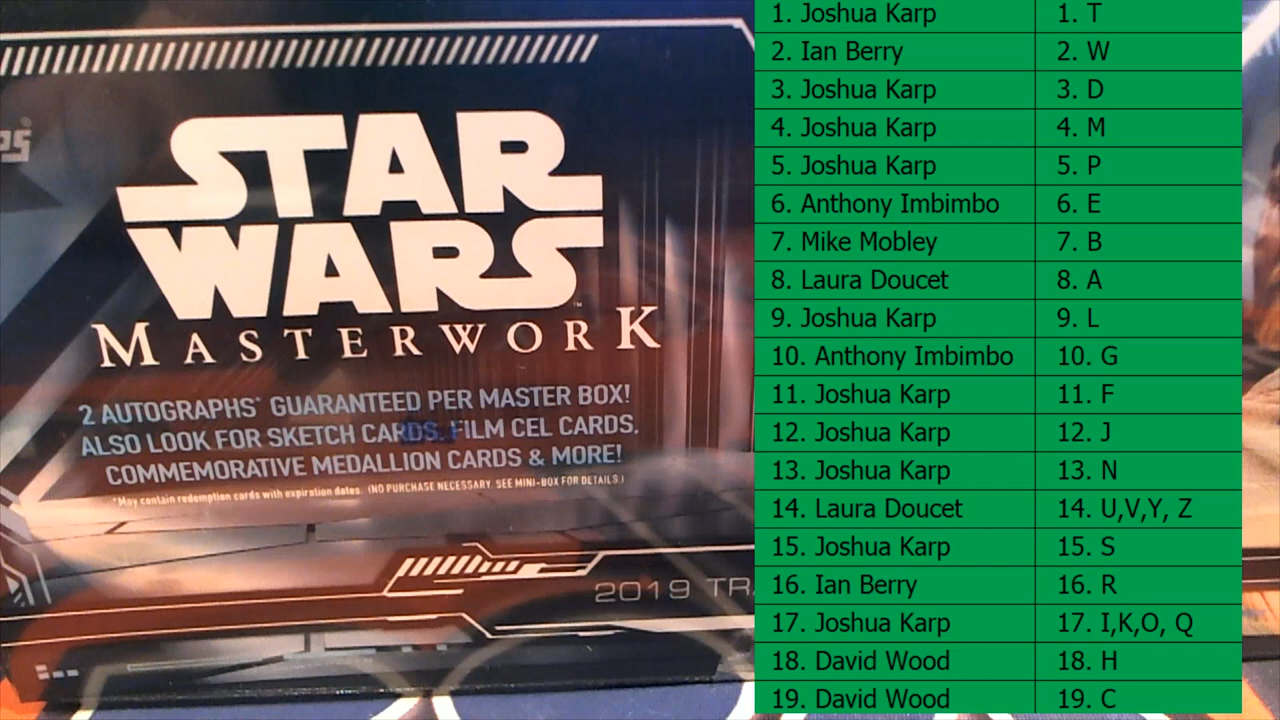 STAR
WARS
MASTERWORK
2 AUTOGRAPHS* GUARANTEED PER MASTER BOX!
ALSO LOOK FOR SKETCH CARDS, FILM CEL CARDS,
COMMEMORATIVE MEDALLION CARDS & MORE!
*May contain redemption cards with expiration dates. (NO PURCHASE NECESSARY. SEE MINI-BOX FOR DETAILS.)
2019 TR
1. Joshua Karp 1. T
2. Ian Berry 2. W
3. Joshua Karp 3. D
4. Joshua Karp 4. M
5. Joshua Karp 5. P
6. Anthony Imbimbo 6. E
7. Mike Mobley 7. B
8. Laura Doucet 8. A
9. Joshua Karp 9. L
10. Anthony Imbimbo 10. G
11. Joshua Karp 11. F
12. Joshua Karp 12. J
13. Joshua Karp 13. N
14. Laura Doucet 14. U,V,Y, Z
15. Joshua Karp 15. S
16. Ian Berry 16. R
17. Joshua Karp 17. I,K,O, Q
18. David Wood 18. H
19. David Wood 19. C